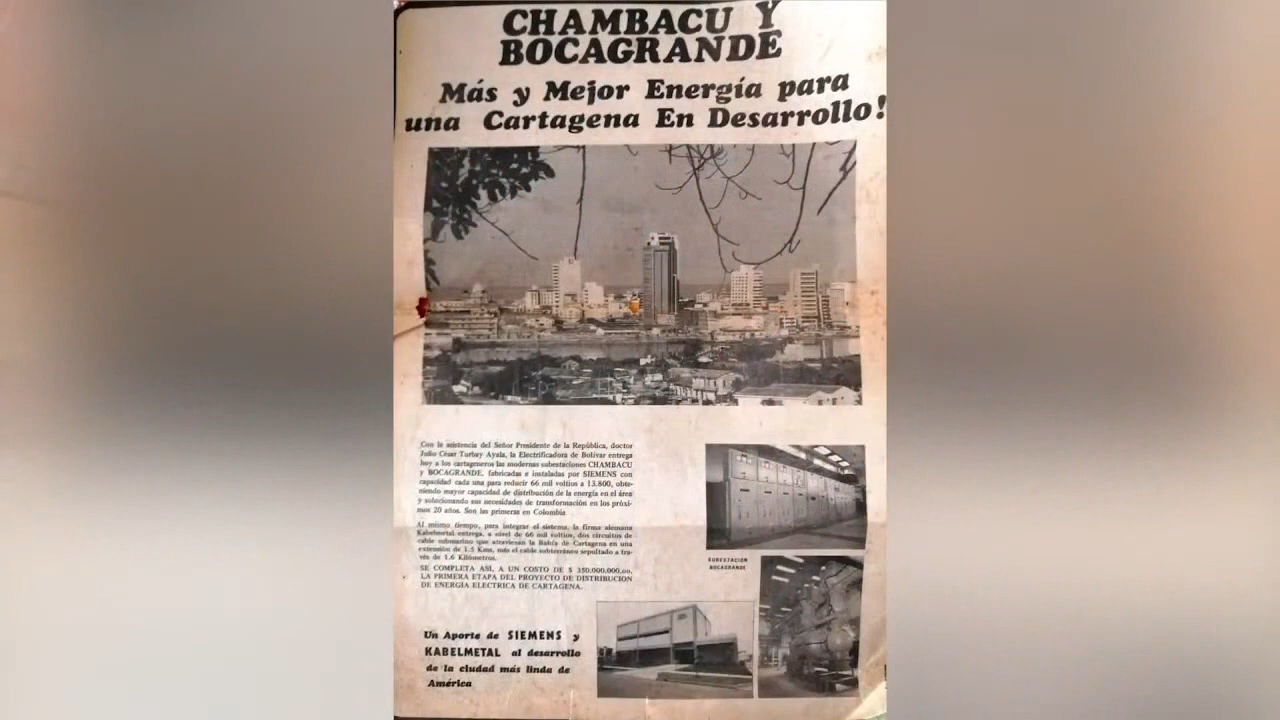 CHAMBACU Y
BOCAGRANDE
Más y Mejor Energía para
una Cartagena En Desarrollo!
Con la asistencia del Señor Presidente de la República, doctor
Julio César Turbay Ayala, la Electrificadora de Bolívar entrega
hoy a los cartageneros las modernas subestaciones CHAMBACU
y BOCAGRANDE, fabricadas e instaladas por SIEMENS con
capacidad cada una para reducir 66 mil voltios a 13.800, obte-
niendo mayor capacidad de distribución de la energía en el área
y solucionando sus necesidades de transformación en los próxi-
mos 20 años. Son las primeras en Colombia
Al mismo tiempo, para integrar el sistema, la firma alemana
Kabelmetal entrega, a nivel de 66 mil voltios, dos circuitos de
cable submarino que atraviesan la Bahía de Cartagena en una
extensión de 1.5 Kms, más el cable subterráneo sepultado a tra-
vés de 1.6 Kilómetros.
SE COMPLETA ASI, A UN COSTO DE $ 350.000.000,oo,
LA PRIMERA ETAPA DEL PROYECTO DE DISTRIBUCION
DE ENERGIA ELECTRICA DE CARTAGENA.
SUBESTACION
BOCAGRANDE
Un Aporte de SIEMENS y
KABELMETAL al desarrollo
de la ciudad más linda de
América